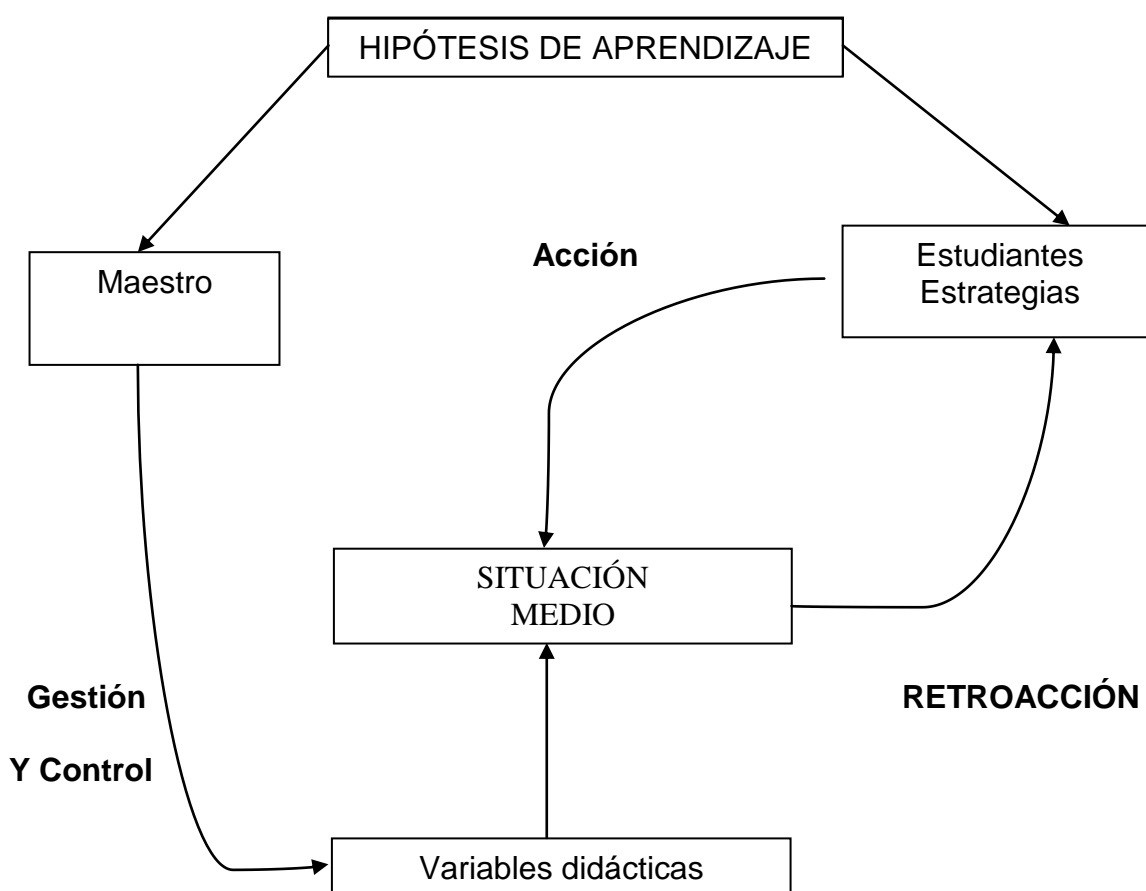 HIPÓTESIS DE APRENDIZAJE
Maestro
Acción
Estudiantes
Estrategias
SITUACIÓN
MEDIO
Gestión
Y Control
RETROACCIÓN
Variables didácticas